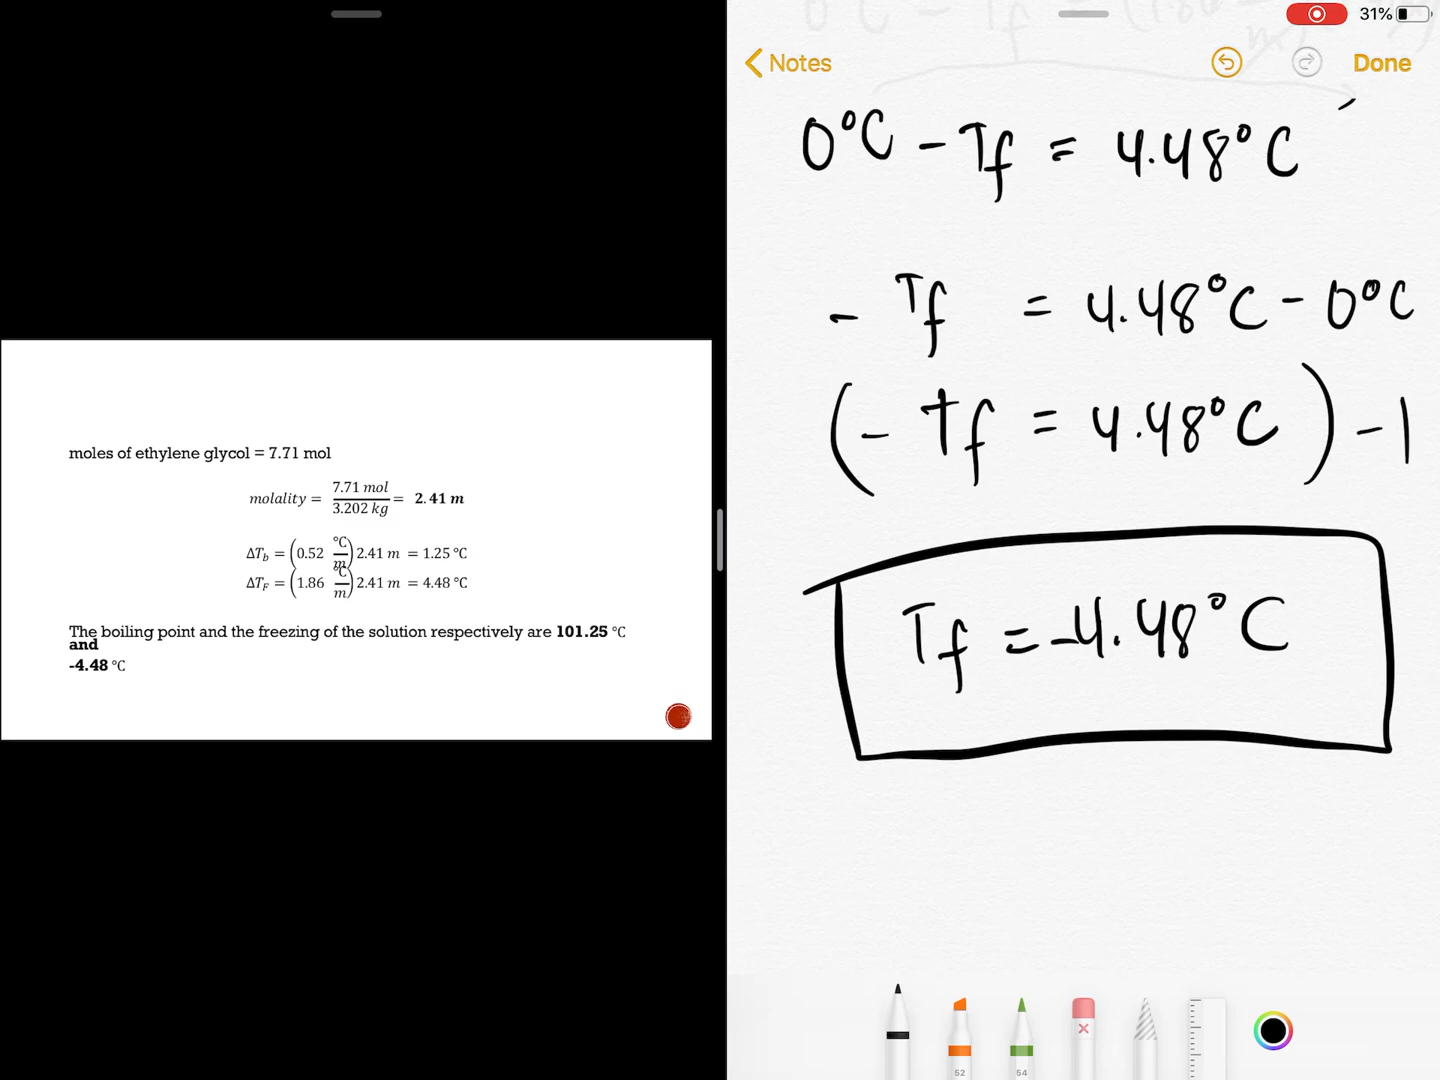 moles of ethylene glycol = 7.71 mol
molality = 7.71 mol / 3.202 kg = 2.41 m
ΔT_b = (0.52 °C/m) 2.41 m = 1.25 °C
ΔT_F = (1.86 °C/m) 2.41 m = 4.48 °C
The boiling point and the freezing of the solution respectively are 101.25 °C
and
-4.48 °C
31%
Notes
Done
0°C - Tf = 4.48°C
- Tf = 4.48°C - 0°C
(- Tf = 4.48°C) - 1
Tf = -4.48°C
52
54